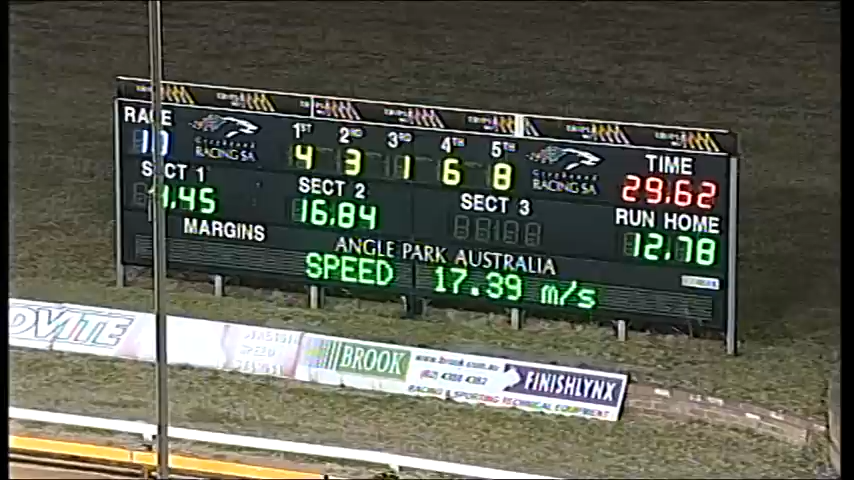 RACE
10
RACING SA
1ST 2ND 3RD 4TH 5TH
4 3 1 6 8
RACING SA
TIME
29.62
SECT 1
4.45
SECT 2
16.84
SECT 3
RUN HOME
12.78
MARGINS
ANGLE PARK AUSTRALIA
SPEED 17.39 m/s
BROOK
www.brook.com.au
RACING & SPORTING TECHNICAL EQUIPMENT
FINISHLYNX